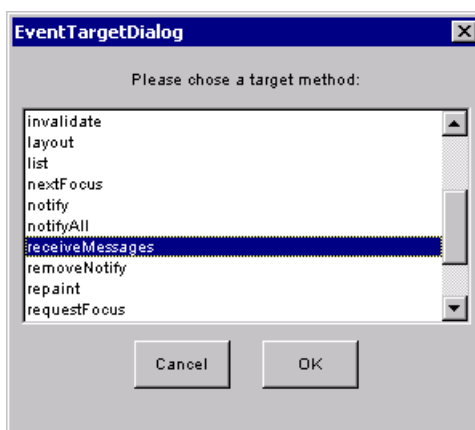 EventTargetDialog
Please chose a target method:
invalidate
layout
list
nextFocus
notify
notifyAll
receiveMessages
removeNotify
repaint
requestFocus
Cancel OK